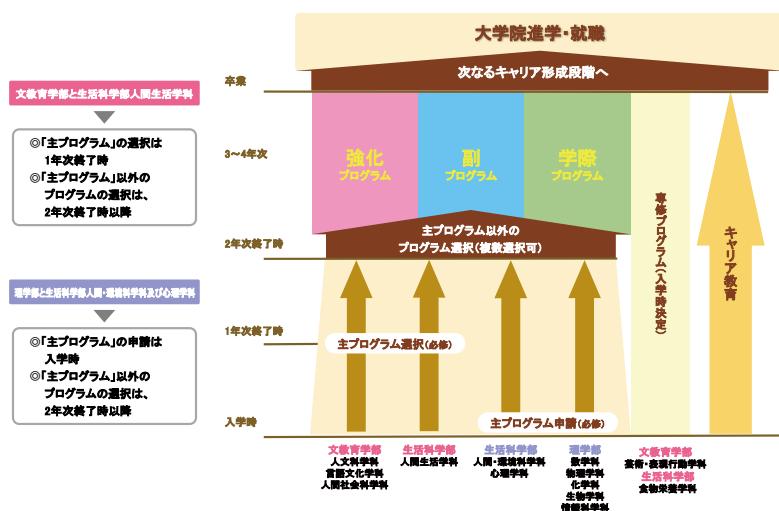 大学院進学・就職
次なるキャリア形成段階へ
卒業
文教育学部と生活科学部人間生活学科
◎「主プログラム」の選択は
1年次終了時
◎「主プログラム」以外の
プログラムの選択は、
2年次終了時以降
3～4年次
強化
プログラム
副
プログラム
学際
プログラム
専修プログラム(入学時決定)
キャリア教育
主プログラム以外の
プログラム選択(複数選択可)
2年次終了時
理学部と生活科学部人間・環境科学科及び心理学科
◎「主プログラム」の申請は
入学時
◎「主プログラム」以外の
プログラムの選択は、
2年次終了時以降
1年次終了時
主プログラム選択(必修)
主プログラム申請(必修)
入学時
文教育学部
人文科学科
言語文化学科
人間社会科学科
生活科学部
人間生活学科
生活科学部
人間・環境科学科
心理学科
理学部
数学科
物理学科
化学科
生物学科
情報科学科
文教育学部
芸術・表現行動学科
生活科学部
食物栄養学科